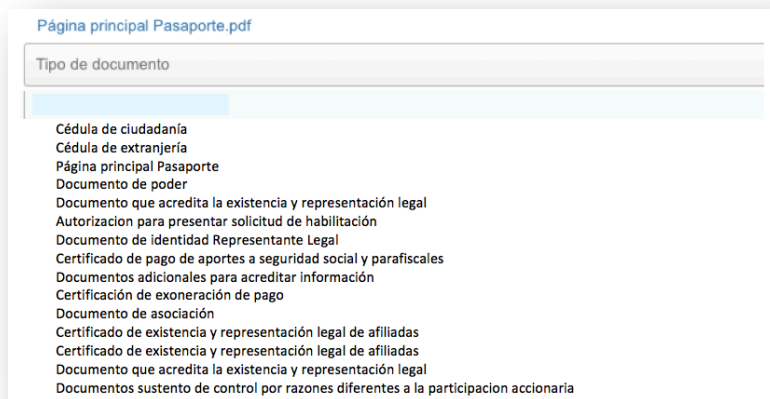 Página principal Pasaporte.pdf
Tipo de documento
Cédula de ciudadanía
Cédula de extranjería
Página principal Pasaporte
Documento de poder
Documento que acredita la existencia y representación legal
Autorizacion para presentar solicitud de habilitación
Documento de identidad Representante Legal
Certificado de pago de aportes a seguridad social y parafiscales
Documentos adicionales para acreditar información
Certificación de exoneración de pago
Documento de asociación
Certificado de existencia y representación legal de afiliadas
Certificado de existencia y representación legal de afiliadas
Documento que acredita la existencia y representación legal
Documentos sustento de control por razones diferentes a la participacion accionaria